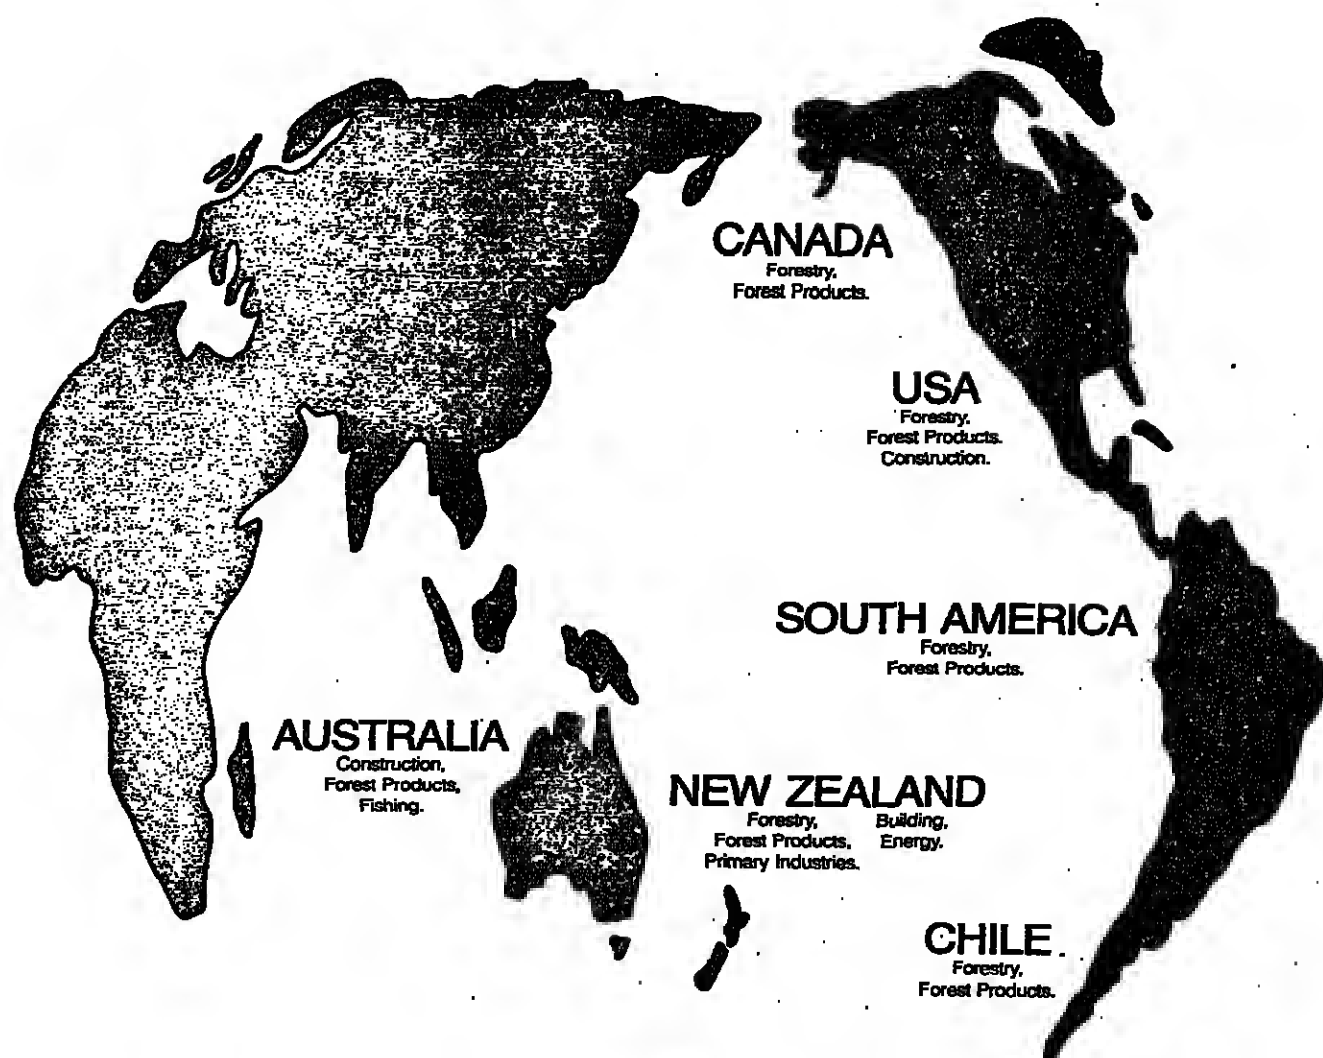 CANADA
Forestry,
Forest Products.
USA
Forestry,
Forest Products.
Construction.
SOUTH AMERICA
Forestry,
Forest Products.
AUSTRALIA
Construction,
Forest Products,
Fishing.
NEW ZEALAND
Forestry, Building,
Forest Products, Energy.
Primary Industries.
CHILE
Forestry,
Forest Products.